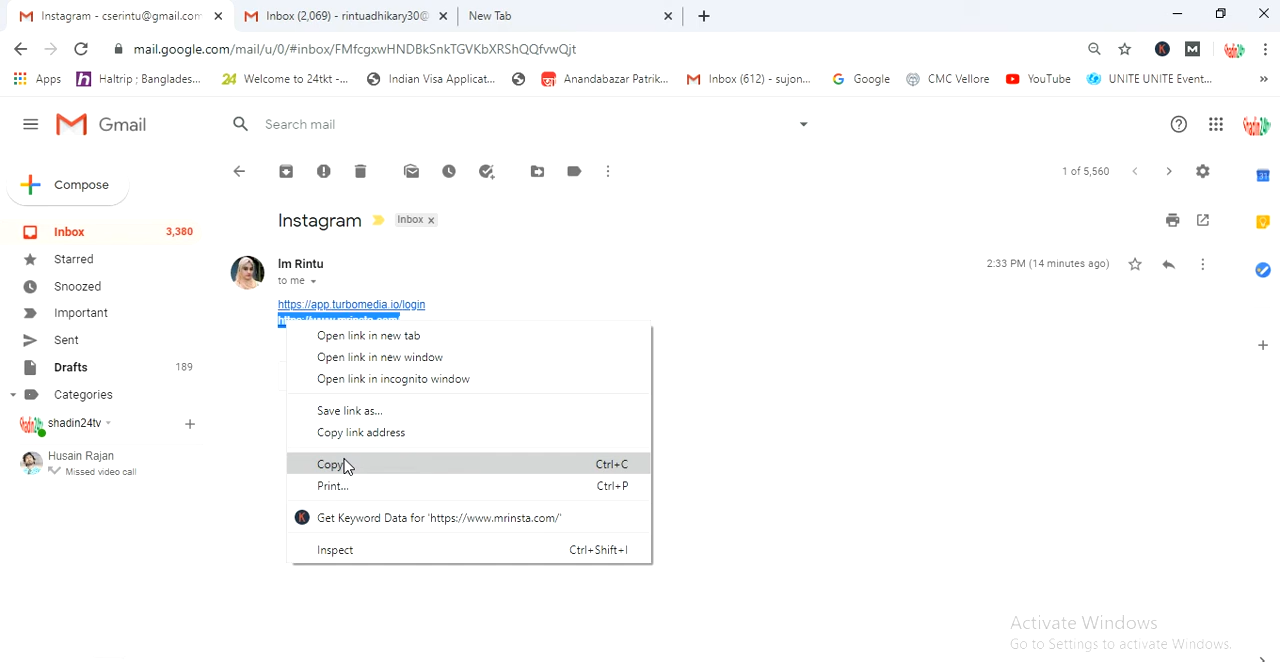 Instagram - cserintu@gmail.com
Inbox (2,069) - rintuadhikary30@
New Tab
mail.google.com/mail/u/0/#inbox/FMfcgxwHNDBkSnkTGVKbXRShQQfvwQjt
Apps
Haltrip ; Banglades...
24 Welcome to 24tkt -...
Indian Visa Applicat...
Anandabazar Patrik...
Inbox (612) - sujon...
Google
CMC Vellore
YouTube
UNITE UNITE Event...
»
Gmail
Search mail
Compose
1 of 5,560
Inbox 3,380
Instagram Inbox x
Starred
Im Rintu
2:33 PM (14 minutes ago)
to me
Snoozed
https://app.turbomedia.io/login
Important
https://www.mrinsta.com/
Sent
Drafts 189
Categories
shadin24tv
Husain Rajan
Missed video call
Open link in new tab
Open link in new window
Open link in incognito window
Save link as...
Copy link address
Copy Ctrl+C
Print... Ctrl+P
Get Keyword Data for 'https://www.mrinsta.com/'
Inspect Ctrl+Shift+I
Activate Windows
Go to Settings to activate Windows.